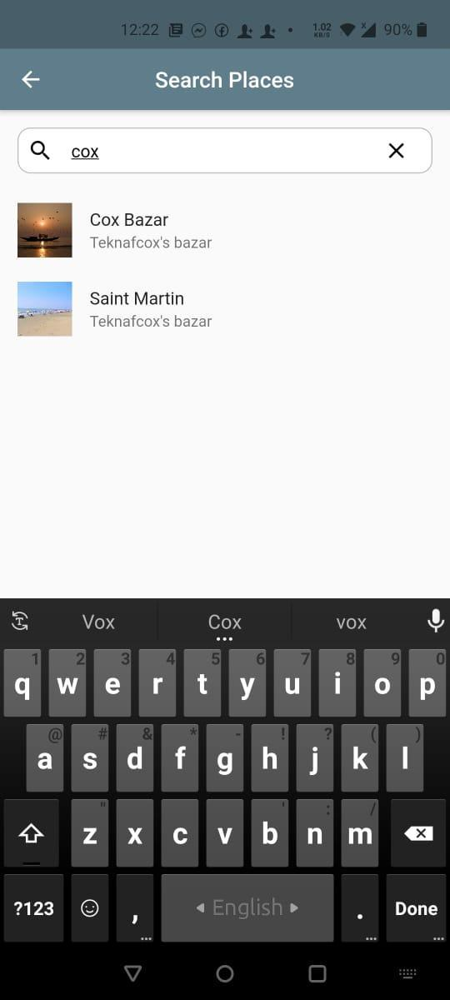 12:22 1.02 KB/S X 90%
Search Places
cox
Cox Bazar
Teknafcox's bazar
Saint Martin
Teknafcox's bazar
Vox Cox vox
1 2 3 4 5 6 7 8 9 0
q w e r t y u i o p
@ # & * - ! ? ( )
a s d f g h j k l
" ' : /
z x c v b n m
?123 , English . Done